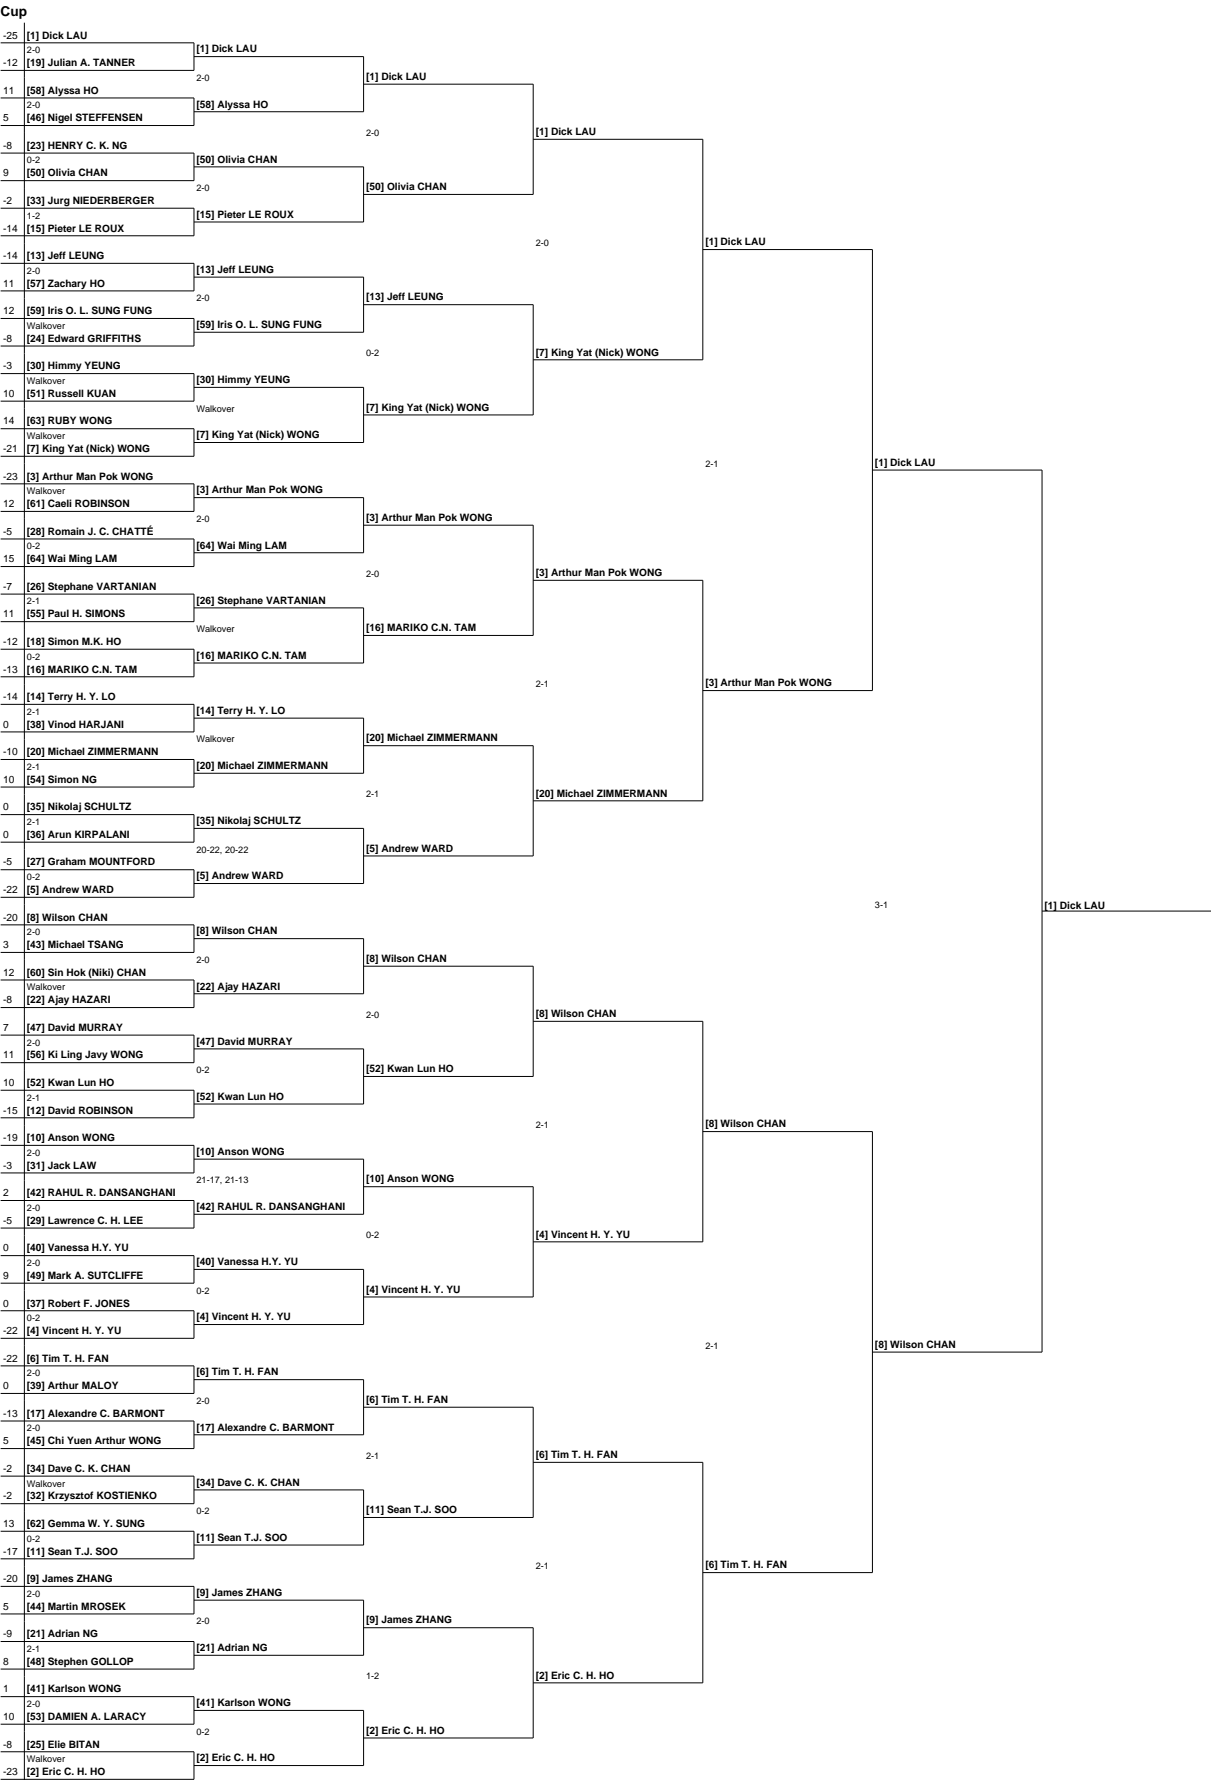 Cup
-25 [1] Dick LAU
2-0 [1] Dick LAU
-12 [19] Julian A. TANNER
2-0 [1] Dick LAU
11 [58] Alyssa HO
2-0 [58] Alyssa HO
5 [46] Nigel STEFFENSEN
2-0 [1] Dick LAU
-8 [23] HENRY C. K. NG
0-2 [50] Olivia CHAN
9 [50] Olivia CHAN
2-0 [50] Olivia CHAN
-2 [33] Jurg NIEDERBERGER
1-2 [15] Pieter LE ROUX
-14 [15] Pieter LE ROUX
2-0 [1] Dick LAU
-14 [13] Jeff LEUNG
2-0 [13] Jeff LEUNG
11 [57] Zachary HO
2-0 [13] Jeff LEUNG
12 [59] Iris O. L. SUNG FUNG
Walkover [59] Iris O. L. SUNG FUNG
-8 [24] Edward GRIFFITHS
0-2 [7] King Yat (Nick) WONG
-3 [30] Himmy YEUNG
Walkover [30] Himmy YEUNG
10 [51] Russell KUAN
Walkover [7] King Yat (Nick) WONG
14 [63] RUBY WONG
Walkover [7] King Yat (Nick) WONG
-21 [7] King Yat (Nick) WONG
2-1 [1] Dick LAU
-23 [3] Arthur Man Pok WONG
Walkover [3] Arthur Man Pok WONG
12 [61] Caeli ROBINSON
2-0 [3] Arthur Man Pok WONG
-5 [28] Romain J. C. CHATTÉ
0-2 [64] Wai Ming LAM
15 [64] Wai Ming LAM
2-0 [3] Arthur Man Pok WONG
-7 [26] Stephane VARTANIAN
2-1 [26] Stephane VARTANIAN
11 [55] Paul H. SIMONS
Walkover [16] MARIKO C.N. TAM
-12 [18] Simon M.K. HO
0-2 [16] MARIKO C.N. TAM
-13 [16] MARIKO C.N. TAM
2-1 [3] Arthur Man Pok WONG
-14 [14] Terry H. Y. LO
2-1 [14] Terry H. Y. LO
0 [38] Vinod HARJANI
Walkover [20] Michael ZIMMERMANN
-10 [20] Michael ZIMMERMANN
2-1 [20] Michael ZIMMERMANN
10 [54] Simon NG
2-1 [20] Michael ZIMMERMANN
0 [35] Nikolaj SCHULTZ
2-1 [35] Nikolaj SCHULTZ
0 [36] Arun KIRPALANI
20-22, 20-22 [5] Andrew WARD
-5 [27] Graham MOUNTFORD
0-2 [5] Andrew WARD
-22 [5] Andrew WARD
3-1 [1] Dick LAU
-20 [8] Wilson CHAN
2-0 [8] Wilson CHAN
3 [43] Michael TSANG
2-0 [8] Wilson CHAN
12 [60] Sin Hok (Niki) CHAN
Walkover [22] Ajay HAZARI
-8 [22] Ajay HAZARI
2-0 [8] Wilson CHAN
7 [47] David MURRAY
2-0 [47] David MURRAY
11 [56] Ki Ling Javy WONG
0-2 [52] Kwan Lun HO
10 [52] Kwan Lun HO
2-1 [52] Kwan Lun HO
-15 [12] David ROBINSON
2-1 [8] Wilson CHAN
-19 [10] Anson WONG
2-0 [10] Anson WONG
-3 [31] Jack LAW
21-17, 21-13 [10] Anson WONG
2 [42] RAHUL R. DANSANGHANI
2-0 [42] RAHUL R. DANSANGHANI
-5 [29] Lawrence C. H. LEE
0-2 [4] Vincent H. Y. YU
0 [40] Vanessa H.Y. YU
2-0 [40] Vanessa H.Y. YU
9 [49] Mark A. SUTCLIFFE
0-2 [4] Vincent H. Y. YU
0 [37] Robert F. JONES
0-2 [4] Vincent H. Y. YU
-22 [4] Vincent H. Y. YU
2-1 [8] Wilson CHAN
-22 [6] Tim T. H. FAN
2-0 [6] Tim T. H. FAN
0 [39] Arthur MALOY
2-0 [6] Tim T. H. FAN
-13 [17] Alexandre C. BARMONT
2-0 [17] Alexandre C. BARMONT
5 [45] Chi Yuen Arthur WONG
2-1 [6] Tim T. H. FAN
-2 [34] Dave C. K. CHAN
Walkover [34] Dave C. K. CHAN
-2 [32] Krzysztof KOSTIENKO
0-2 [11] Sean T.J. SOO
13 [62] Gemma W. Y. SUNG
0-2 [11] Sean T.J. SOO
-17 [11] Sean T.J. SOO
2-1 [6] Tim T. H. FAN
-20 [9] James ZHANG
2-0 [9] James ZHANG
5 [44] Martin MROSEK
2-0 [9] James ZHANG
-9 [21] Adrian NG
2-1 [21] Adrian NG
8 [48] Stephen GOLLOP
1-2 [2] Eric C. H. HO
1 [41] Karlson WONG
2-0 [41] Karlson WONG
10 [53] DAMIEN A. LARACY
0-2 [2] Eric C. H. HO
-8 [25] Elie BITAN
Walkover [2] Eric C. H. HO
-23 [2] Eric C. H. HO